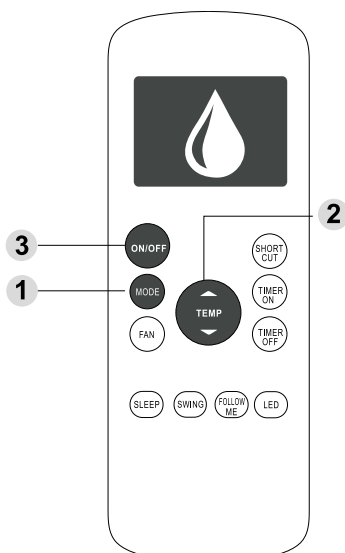 2
3
ON/OFF
SHORT
CUT
1
MODE
TEMP
TIMER
ON
FAN
TIMER
OFF
SLEEP
SWING
FOLLOW
ME
LED